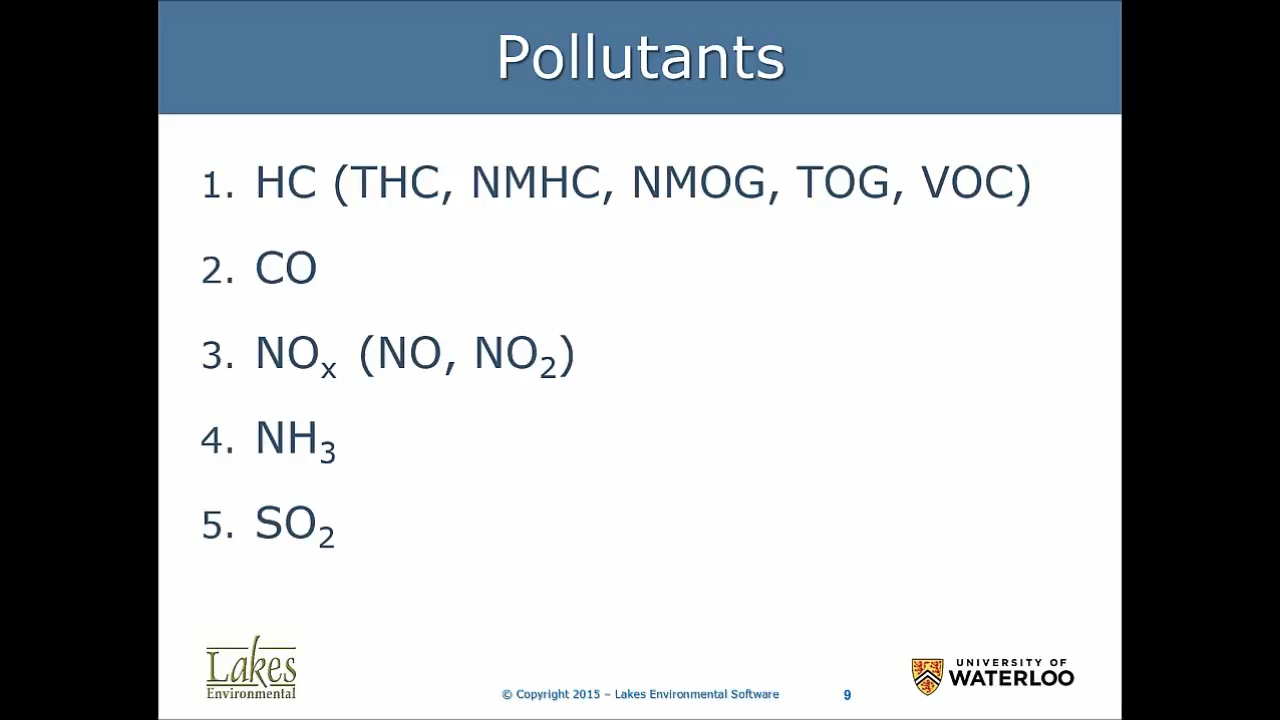 Pollutants
1. HC (THC, NMHC, NMOG, TOG, VOC)
2. CO
3. NOₓ (NO, NO₂)
4. NH₃
5. SO₂
Lakes
Environmental
© Copyright 2015 – Lakes Environmental Software
9
UNIVERSITY OF
WATERLOO